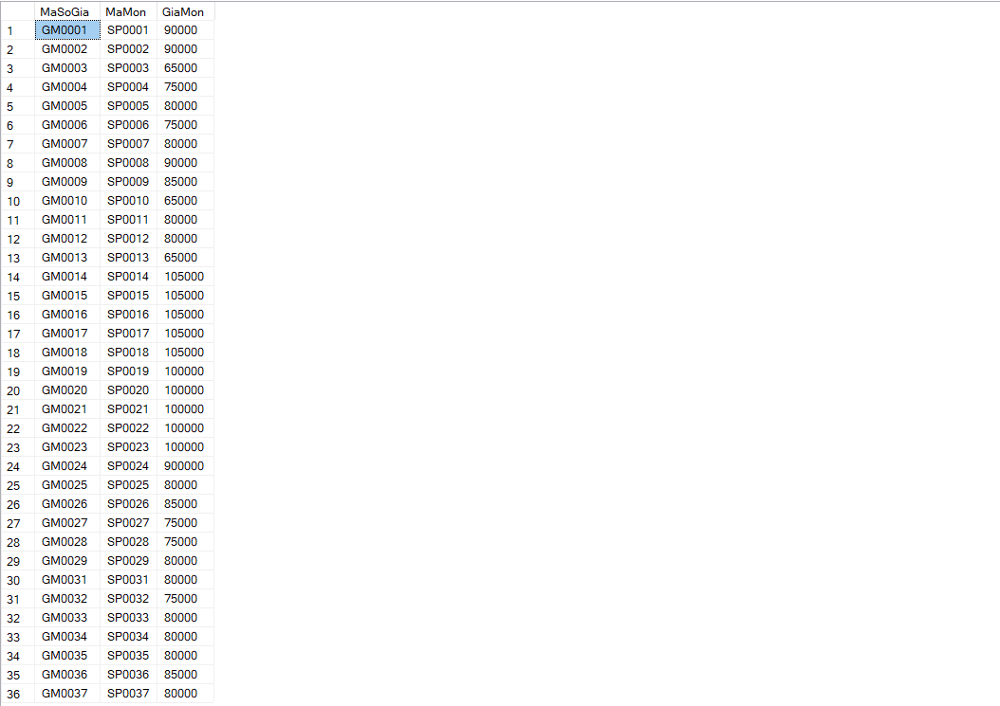 MaSoGia MaMon GiaMon
1 GM0001 SP0001 90000
2 GM0002 SP0002 90000
3 GM0003 SP0003 65000
4 GM0004 SP0004 75000
5 GM0005 SP0005 80000
6 GM0006 SP0006 75000
7 GM0007 SP0007 80000
8 GM0008 SP0008 90000
9 GM0009 SP0009 85000
10 GM0010 SP0010 65000
11 GM0011 SP0011 80000
12 GM0012 SP0012 80000
13 GM0013 SP0013 65000
14 GM0014 SP0014 105000
15 GM0015 SP0015 105000
16 GM0016 SP0016 105000
17 GM0017 SP0017 105000
18 GM0018 SP0018 105000
19 GM0019 SP0019 100000
20 GM0020 SP0020 100000
21 GM0021 SP0021 100000
22 GM0022 SP0022 100000
23 GM0023 SP0023 100000
24 GM0024 SP0024 900000
25 GM0025 SP0025 80000
26 GM0026 SP0026 85000
27 GM0027 SP0027 75000
28 GM0028 SP0028 75000
29 GM0029 SP0029 80000
30 GM0031 SP0031 80000
31 GM0032 SP0032 75000
32 GM0033 SP0033 80000
33 GM0034 SP0034 80000
34 GM0035 SP0035 80000
35 GM0036 SP0036 85000
36 GM0037 SP0037 80000